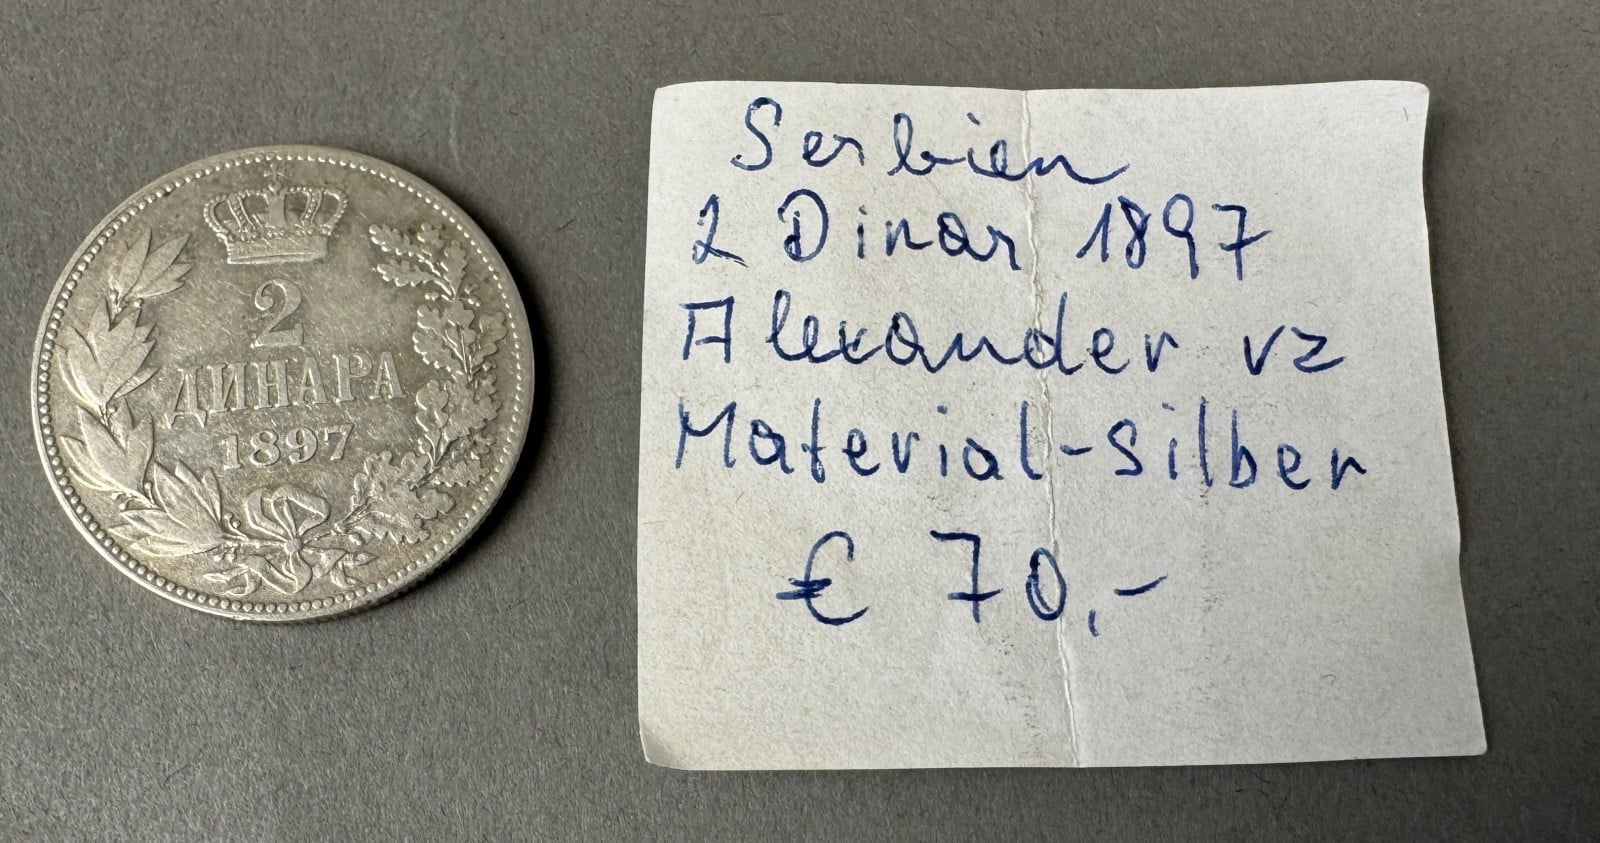 2
ДИНАРА
1897
Serbien
2 Dinar 1897
Alexander vz
Material-Silber
€ 70,-